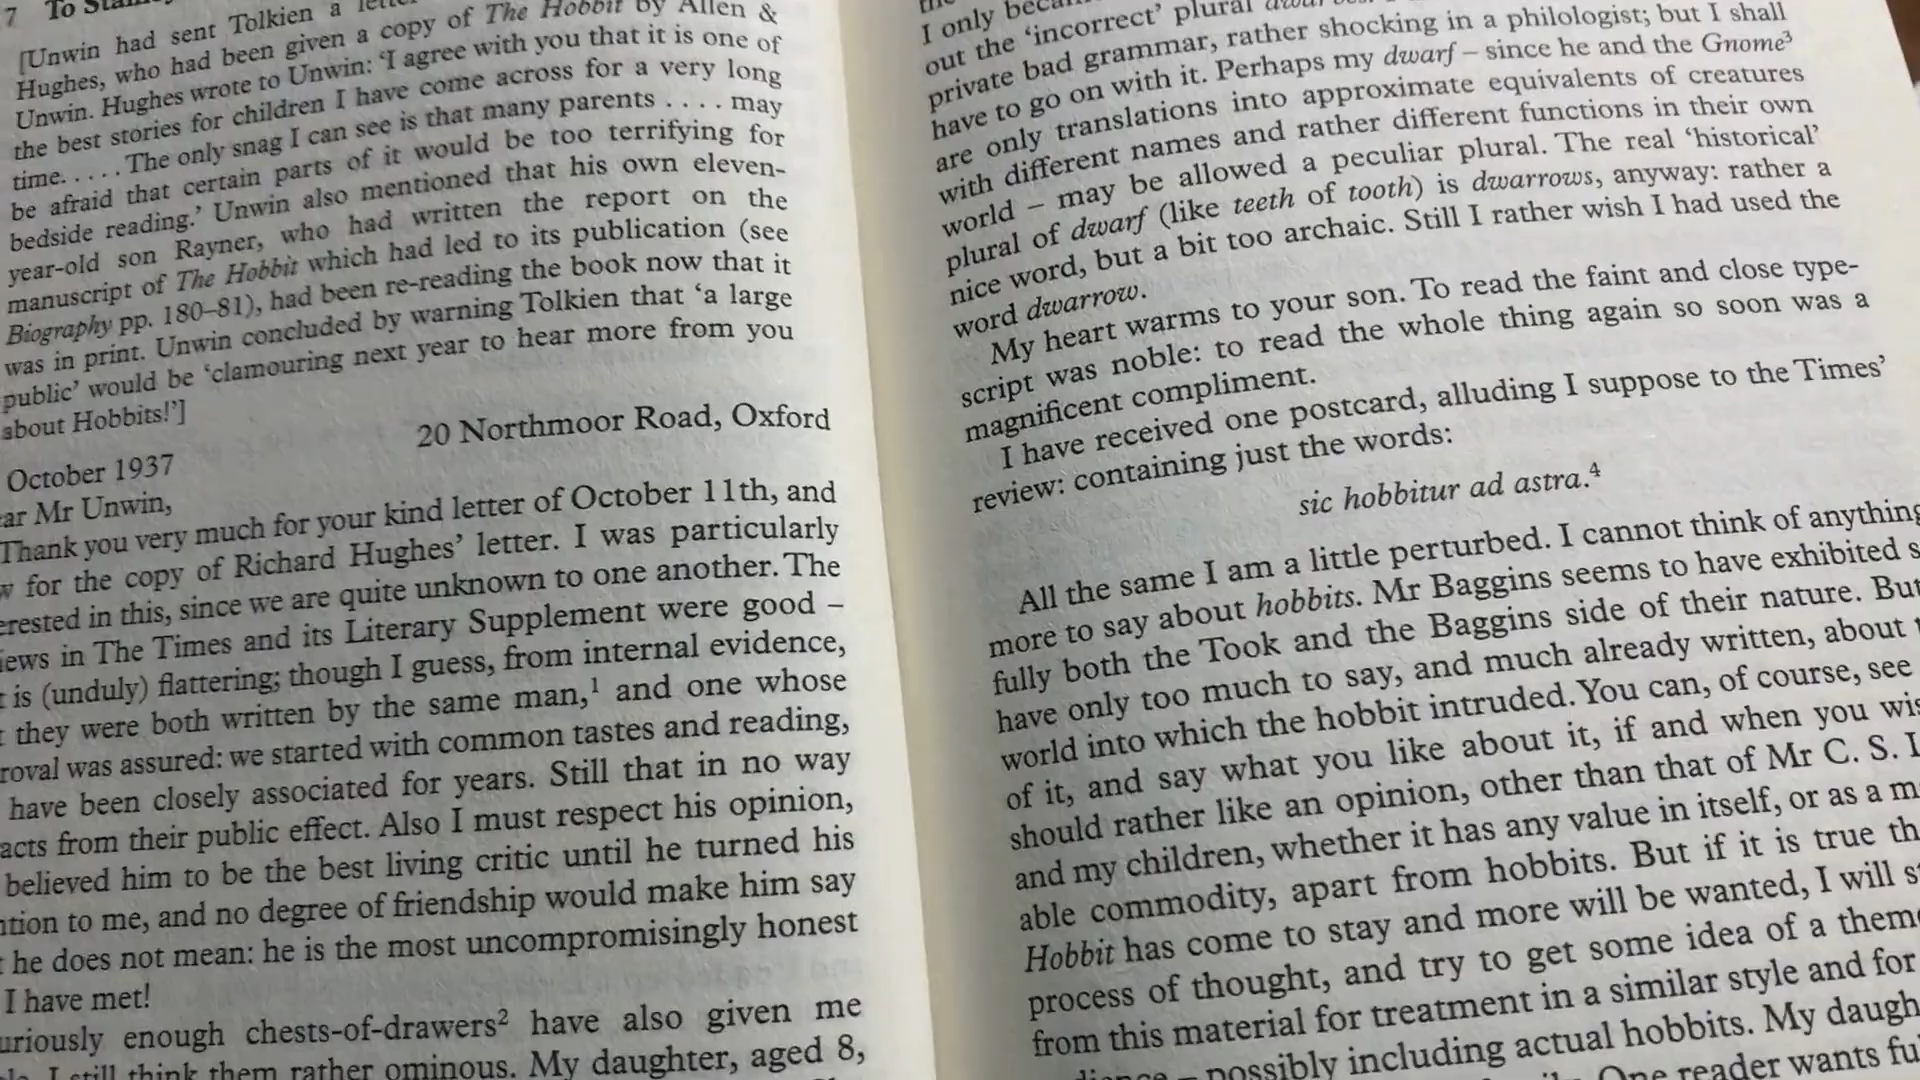 7 To
[Unwin had sent Tolkien a letter
Hughes, who had been given a copy of The Hobbit by Allen &
Unwin. Hughes wrote to Unwin: ‘I agree with you that it is one of
the best stories for children I have come across for a very long
time. . . . . The only snag I can see is that many parents . . . . may
be afraid that certain parts of it would be too terrifying for
bedside reading.’ Unwin also mentioned that his own eleven-
year-old son Rayner, who had written the report on the
manuscript of The Hobbit which had led to its publication (see
Biography pp. 180–81), had been re-reading the book now that it
was in print. Unwin concluded by warning Tolkien that ‘a large
public’ would be ‘clamouring next year to hear more from you
about Hobbits!’]
20 Northmoor Road, Oxford
October 1937
ar Mr Unwin,
Thank you very much for your kind letter of October 11th, and
w for the copy of Richard Hughes’ letter. I was particularly
erested in this, since we are quite unknown to one another. The
iews in The Times and its Literary Supplement were good –
t is (unduly) flattering; though I guess, from internal evidence,
t they were both written by the same man,¹ and one whose
roval was assured: we started with common tastes and reading,
have been closely associated for years. Still that in no way
acts from their public effect. Also I must respect his opinion,
believed him to be the best living critic until he turned his
ntion to me, and no degree of friendship would make him say
t he does not mean: he is the most uncompromisingly honest
I have met!
uriously enough chests-of-drawers² have also given me
I still think them rather ominous. My daughter, aged 8,
I only
out the ‘incorrect’ plural
private bad grammar, rather shocking in a philologist; but I shall
have to go on with it. Perhaps my dwarf – since he and the Gnome³
are only translations into approximate equivalents of creatures
with different names and rather different functions in their own
world – may be allowed a peculiar plural. The real ‘historical’
plural of dwarf (like teeth of tooth) is dwarrows, anyway: rather a
nice word, but a bit too archaic. Still I rather wish I had used the
word dwarrow.
My heart warms to your son. To read the faint and close type-
script was noble: to read the whole thing again so soon was a
magnificent compliment.
I have received one postcard, alluding I suppose to the Times’
review: containing just the words:
sic hobbitur ad astra.⁴
All the same I am a little perturbed. I cannot think of anything
more to say about hobbits. Mr Baggins seems to have exhibited s
fully both the Took and the Baggins side of their nature. But
have only too much to say, and much already written, about t
world into which the hobbit intruded. You can, of course, see
of it, and say what you like about it, if and when you wis
should rather like an opinion, other than that of Mr C. S. L
and my children, whether it has any value in itself, or as a m
able commodity, apart from hobbits. But if it is true th
Hobbit has come to stay and more will be wanted, I will st
process of thought, and try to get some idea of a theme
from this material for treatment in a similar style and for
– possibly including actual hobbits. My daugh
One reader wants fu